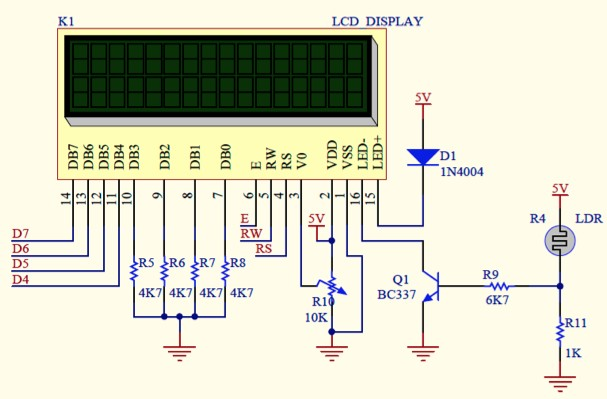 K1
LCD_DISPLAY
DB7
DB6
DB5
DB4
DB3
DB2
DB1
DB0
E
RW
RS
V0
VDD
VSS
LED-
LED+
14
13
12
11
10
9
8
7
6
5
4
3
2
1
16
15
5V
D1
1N4004
5V
R4
LDR
D7
D6
D5
D4
E
RW
RS
5V
R5
4K7
R6
4K7
R7
4K7
R8
4K7
R10
10K
Q1
BC337
R9
6K7
R11
1K